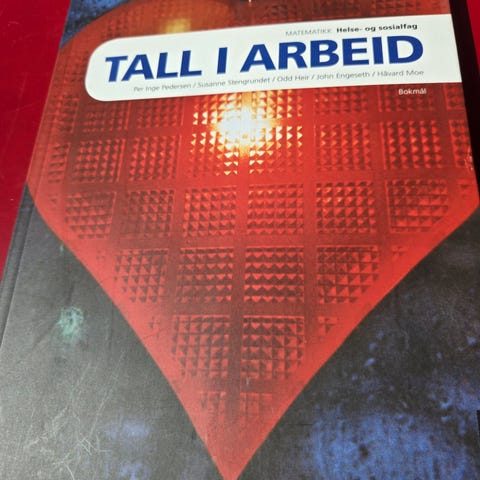 MATEMATIKK Helse- og sosialfag
TALL I ARBEID
Per Inge Pedersen / Susanne Stengrundet / Odd Heir / John Engeseth / Håvard Moe
Bokmål